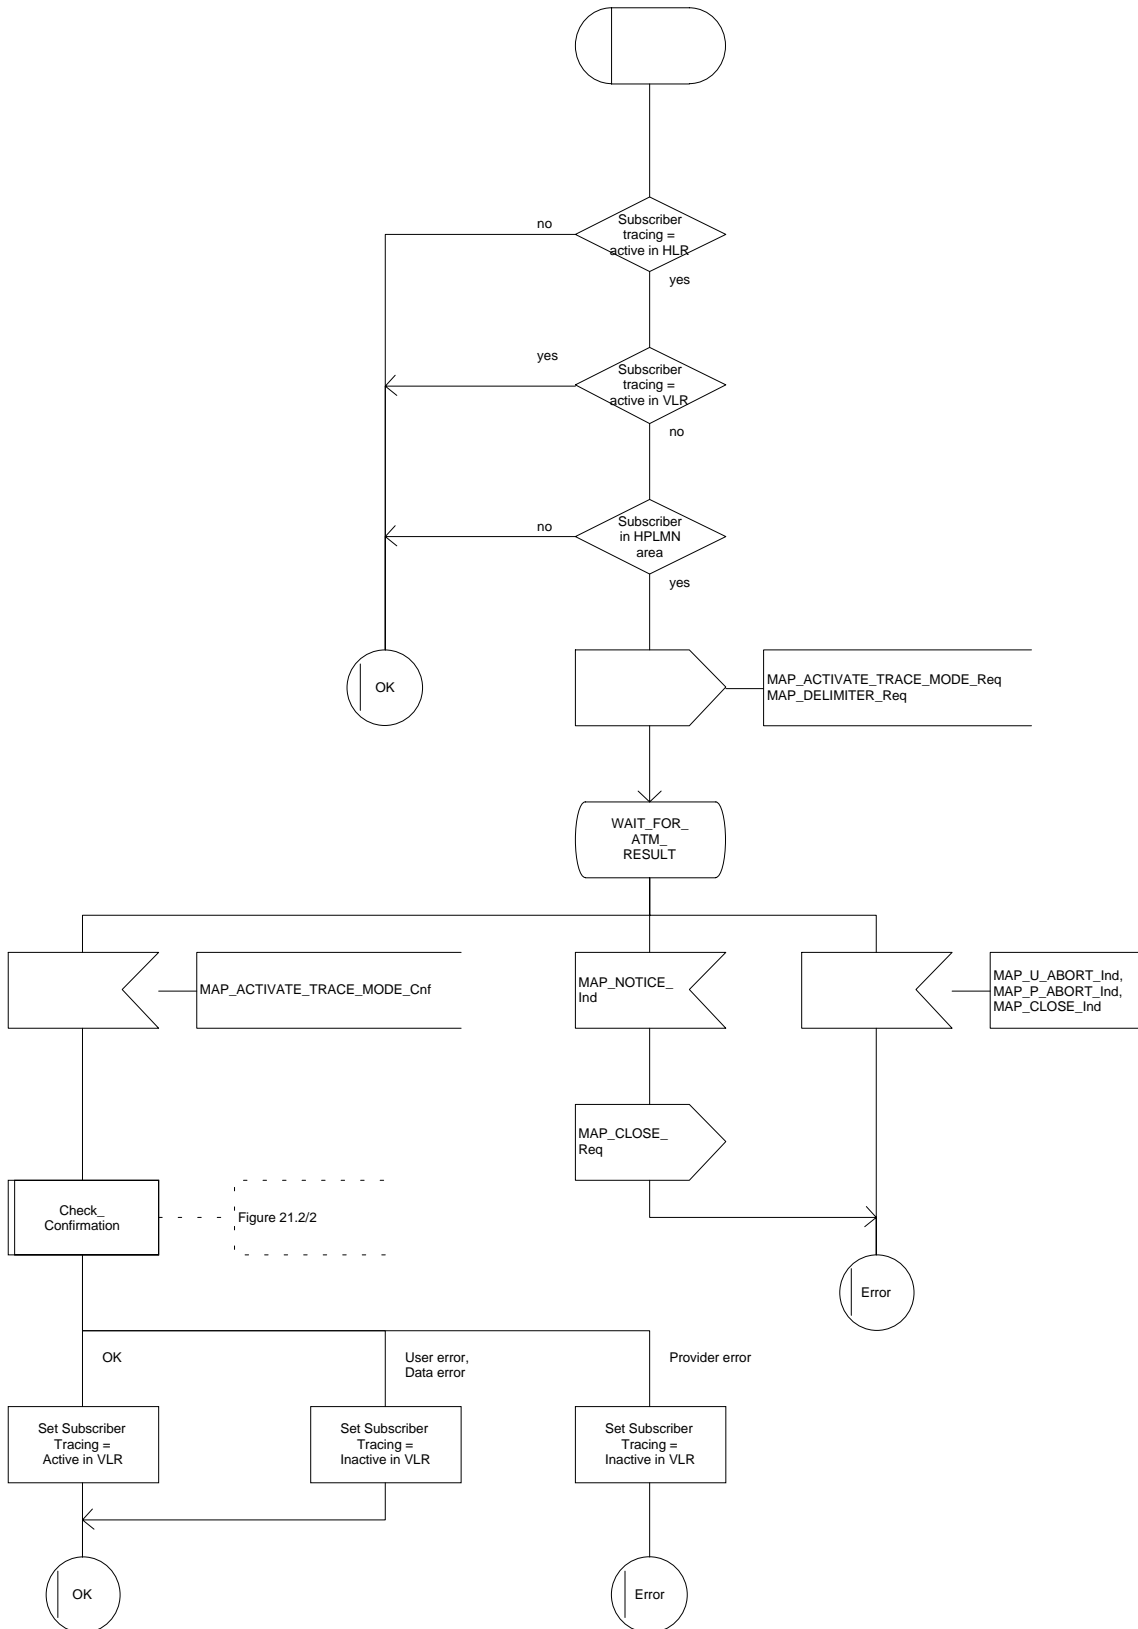 no
Subscriber
tracing =
active in HLR
yes
yes
Subscriber
tracing =
active in VLR
no
no
Subscriber
in HPLMN
area
yes
OK
MAP_ACTIVATE_TRACE_MODE_Req
MAP_DELIMITER_Req
WAIT_FOR_
ATM_
RESULT
MAP_ACTIVATE_TRACE_MODE_Cnf
MAP_NOTICE_
Ind
MAP_U_ABORT_Ind,
MAP_P_ABORT_Ind,
MAP_CLOSE_Ind
MAP_CLOSE_
Req
Check_
Confirmation
Figure 21.2/2
Error
OK
User error,
Data error
Provider error
Set Subscriber
Tracing =
Active in VLR
Set Subscriber
Tracing =
Inactive in VLR
Set Subscriber
Tracing =
Inactive in VLR
OK
Error